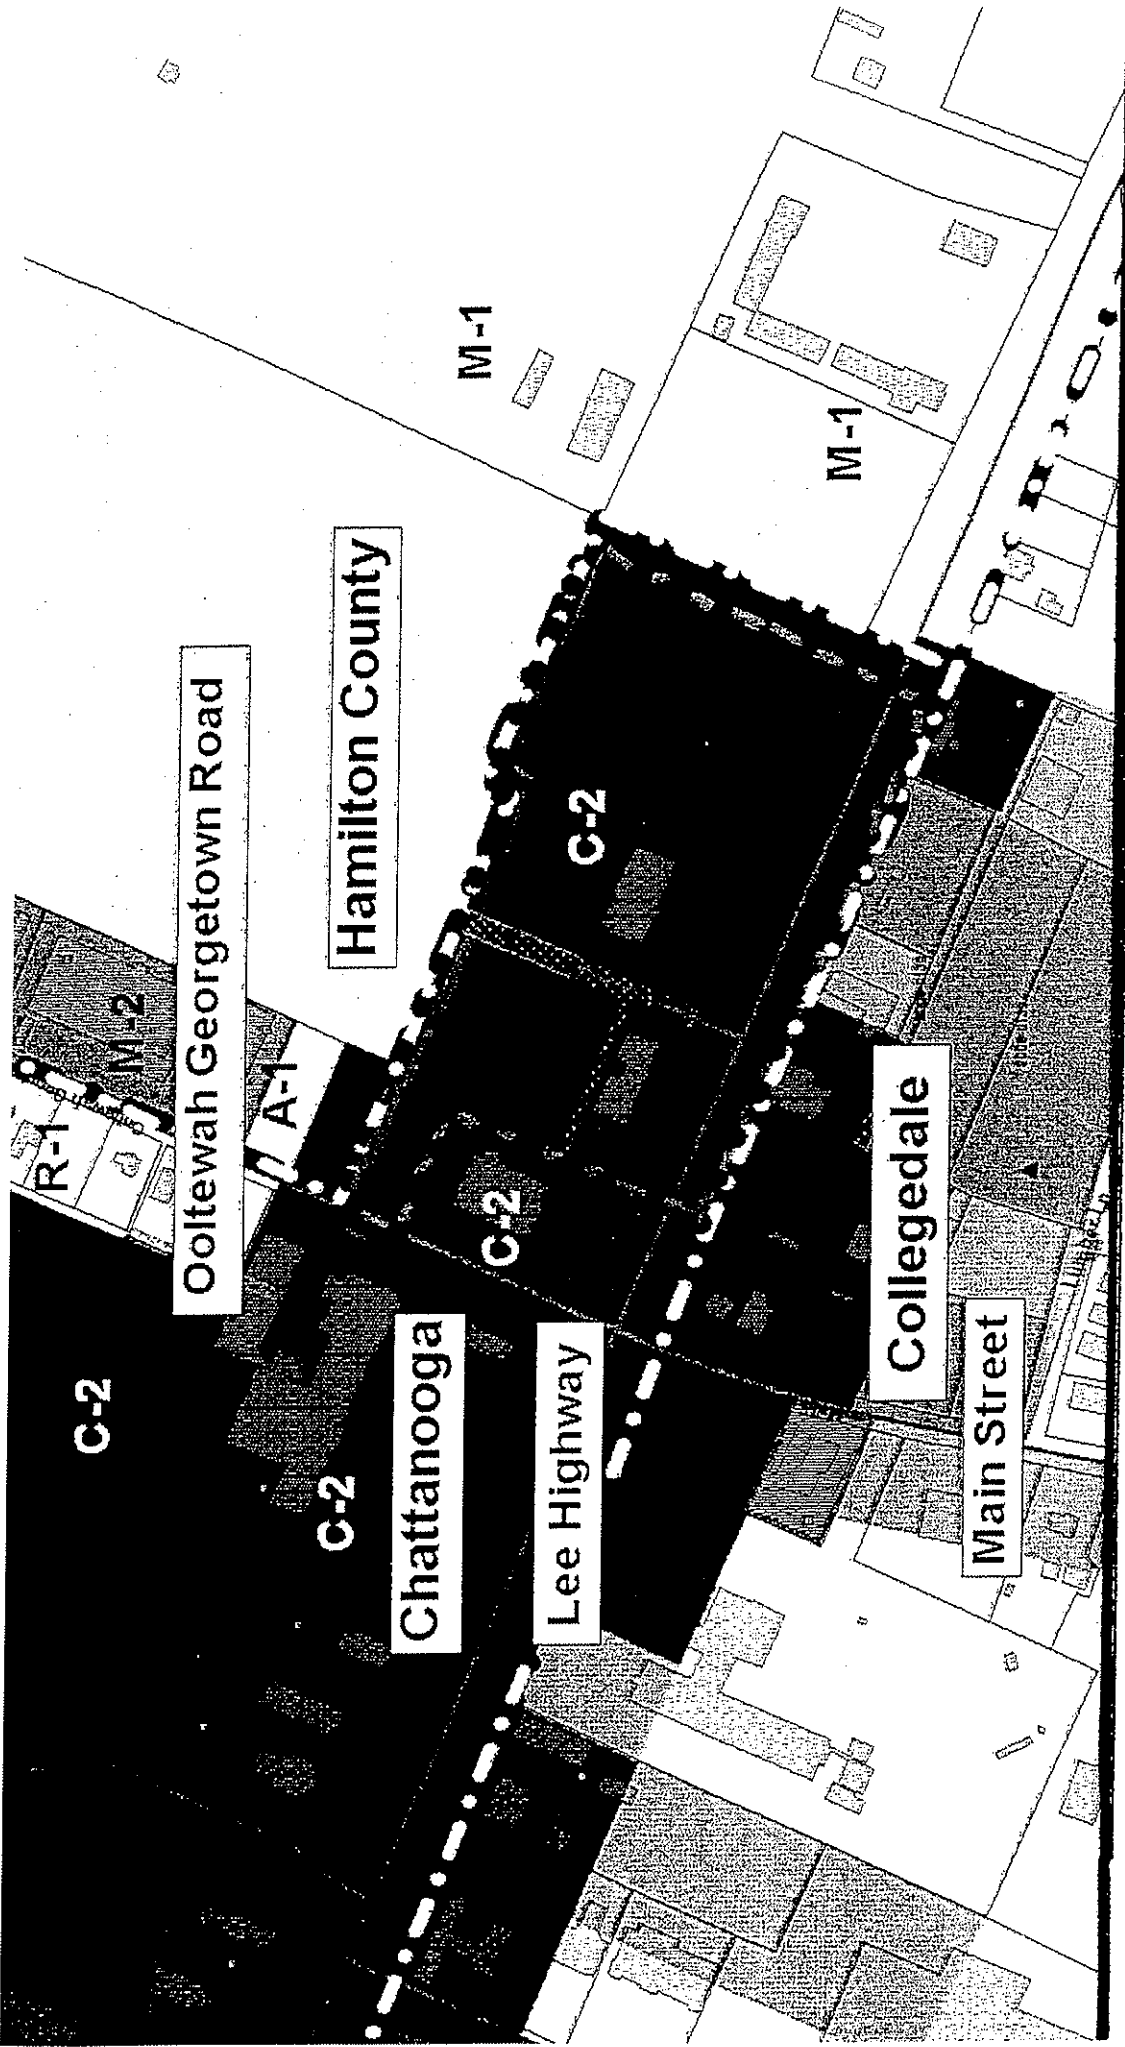 R-1
M-2
Ooltewah Georgetown Road
A-1
C-2
C-2
Hamilton County
M-1
Chattanooga
C-2
C-2
Lee Highway
M-1
Collegedale
Main Street